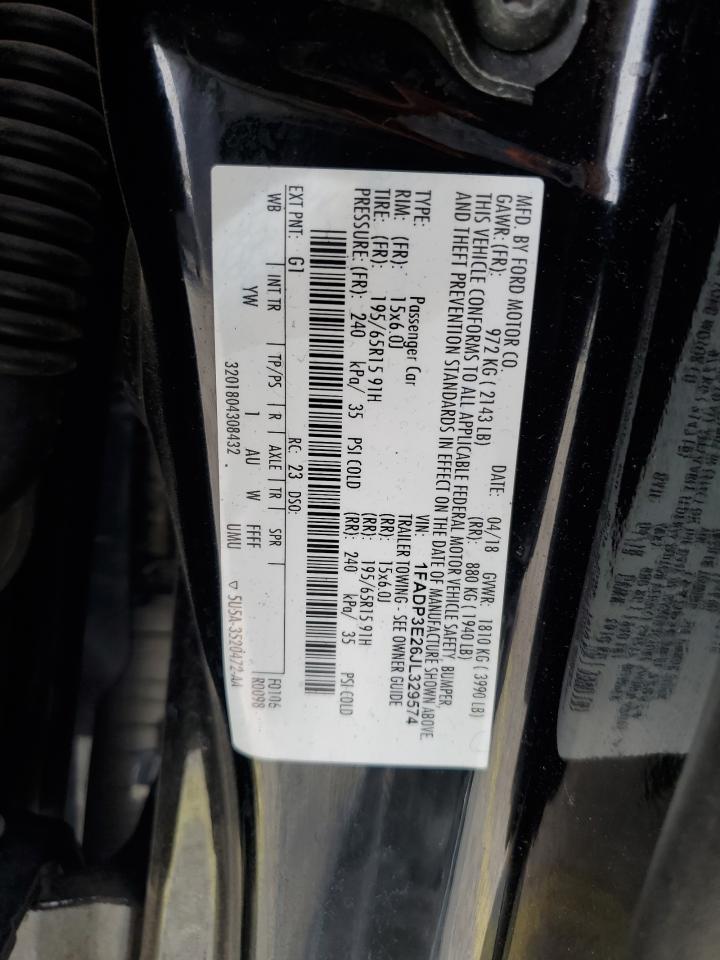 MFD. BY FORD MOTOR CO.
DATE: 04/18 GVWR: 1810 KG ( 3990 LB)
GAWR: (FR): 972 KG ( 2143 LB) (RR): 880 KG ( 1940 LB)
THIS VEHICLE CONFORMS TO ALL APPLICABLE FEDERAL MOTOR VEHICLE SAFETY, BUMPER,
AND THEFT PREVENTION STANDARDS IN EFFECT ON THE DATE OF MANUFACTURE SHOWN ABOVE.
VIN: 1FADP3E26JL329574
TYPE: Passenger Car TRAILER TOWING - SEE OWNER GUIDE
RIM: (FR): 15x6.0J (RR): 15x6.0J
TIRE: (FR): 195/65R15 91H (RR): 195/65R15 91H
PRESSURE: (FR): 240 kPa/ 35 PSI COLD (RR): 240 kPa/ 35 PSI COLD
EXT PNT: G1 RC: 23 DSO: F0106
R0098
WB INT TR TP/PS R AXLE TR SPR
YW 1 AU W FFFF UMU
3201804308432 . ▽ 5U5A-3520472-AA